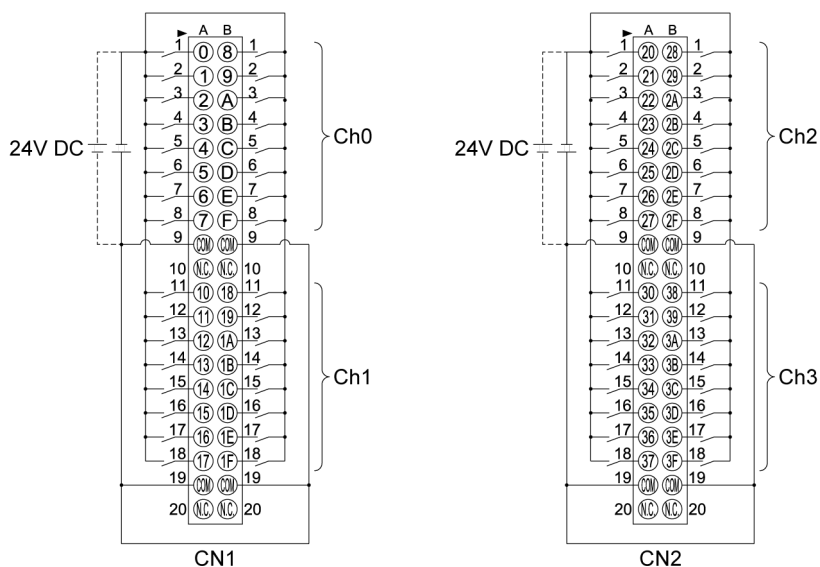 A B A B
1 0 8 1 1 20 28 1
2 1 9 2 2 21 29 2
3 2 A 3 3 22 2A 3
4 3 B 4 Ch0 4 23 2B 4 Ch2
24V DC 5 4 C 5 24V DC 5 24 2C 5
6 5 D 6 6 25 2D 6
7 6 E 7 7 26 2E 7
8 7 F 8 8 27 2F 8
9 COM COM 9 9 COM COM 9
10 N.C. N.C. 10 10 N.C. N.C. 10
11 10 18 11 11 30 38 11
12 11 19 12 12 31 39 12
13 12 1A 13 13 32 3A 13
14 13 1B 14 Ch1 14 33 3B 14 Ch3
15 14 1C 15 15 34 3C 15
16 15 1D 16 16 35 3D 16
17 16 1E 17 17 36 3E 17
18 17 1F 18 18 37 3F 18
19 COM COM 19 19 COM COM 19
20 N.C. N.C. 20 20 N.C. N.C. 20
CN1 CN2